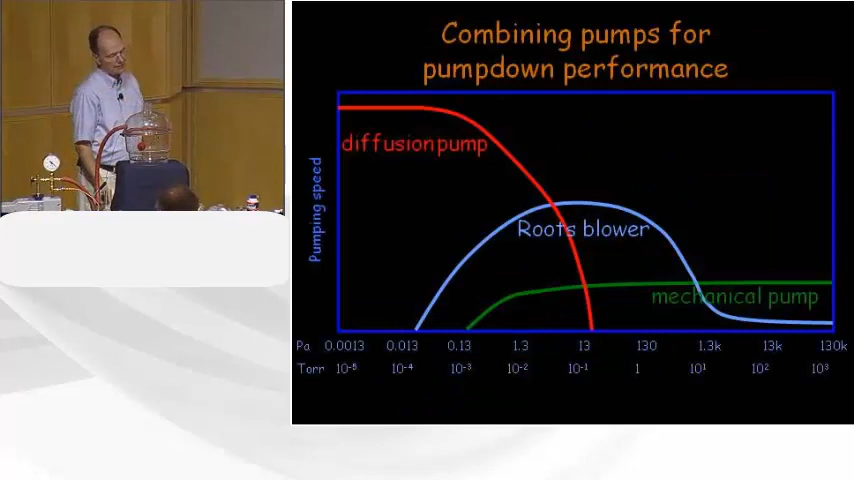 Combining pumps for
pumpdown performance
diffusion pump
Roots blower
mechanical pump
Pumping speed
Pa 0.0013 0.013 0.13 1.3 13 130 1.3k 13k 130k
Torr 10-5 10-4 10-3 10-2 10-1 1 10¹ 10² 10³